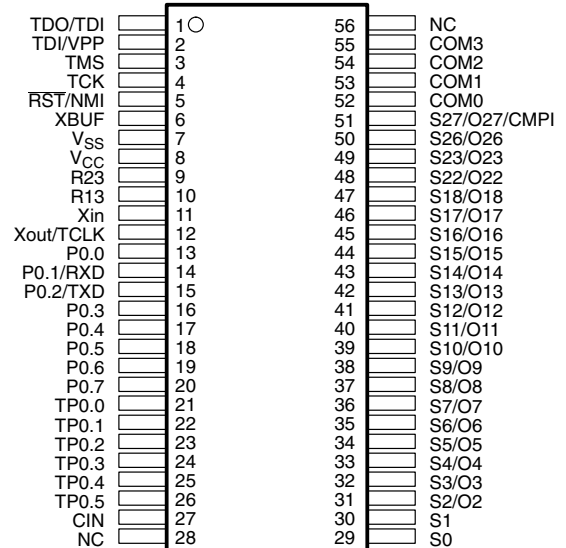 TDO/TDI 1 56 NC
TDI/VPP 2 55 COM3
TMS 3 54 COM2
TCK 4 53 COM1
RST/NMI 5 52 COM0
XBUF 6 51 S27/O27/CMPI
VSS 7 50 S26/O26
VCC 8 49 S23/O23
R23 9 48 S22/O22
R13 10 47 S18/O18
Xin 11 46 S17/O17
Xout/TCLK 12 45 S16/O16
P0.0 13 44 S15/O15
P0.1/RXD 14 43 S14/O14
P0.2/TXD 15 42 S13/O13
P0.3 16 41 S12/O12
P0.4 17 40 S11/O11
P0.5 18 39 S10/O10
P0.6 19 38 S9/O9
P0.7 20 37 S8/O8
TP0.0 21 36 S7/O7
TP0.1 22 35 S6/O6
TP0.2 23 34 S5/O5
TP0.3 24 33 S4/O4
TP0.4 25 32 S3/O3
TP0.5 26 31 S2/O2
CIN 27 30 S1
NC 28 29 S0